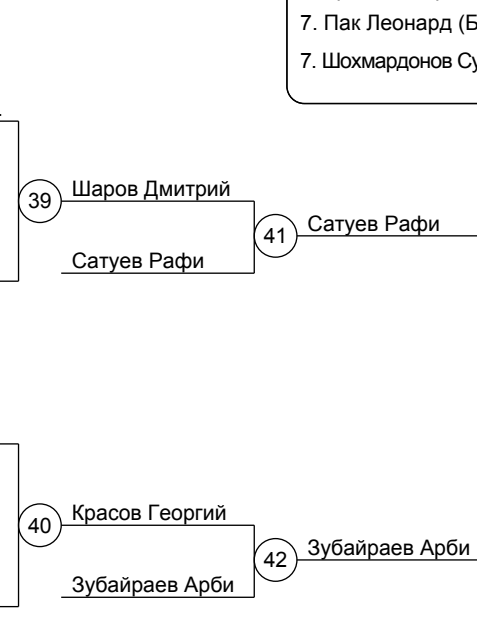 7. Пак Леонард (Б
7. Шохмардонов Су
39 Шаров Дмитрий
41 Сатуев Рафи
Сатуев Рафи
40 Красов Георгий
42 Зубайраев Арби
Зубайраев Арби